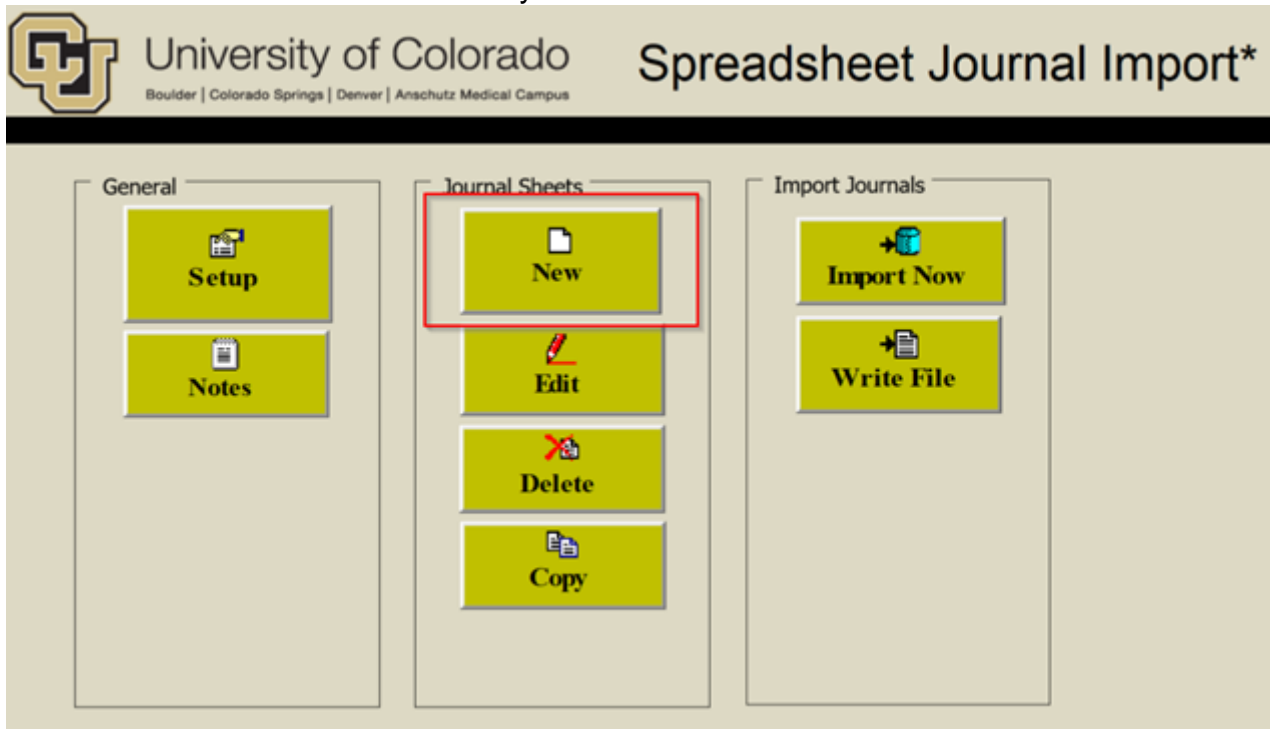 University of Colorado
Boulder | Colorado Springs | Denver | Anschutz Medical Campus
Spreadsheet Journal Import*
General
Setup
Notes
Journal Sheets
New
Edit
Delete
Copy
Import Journals
Import Now
Write File